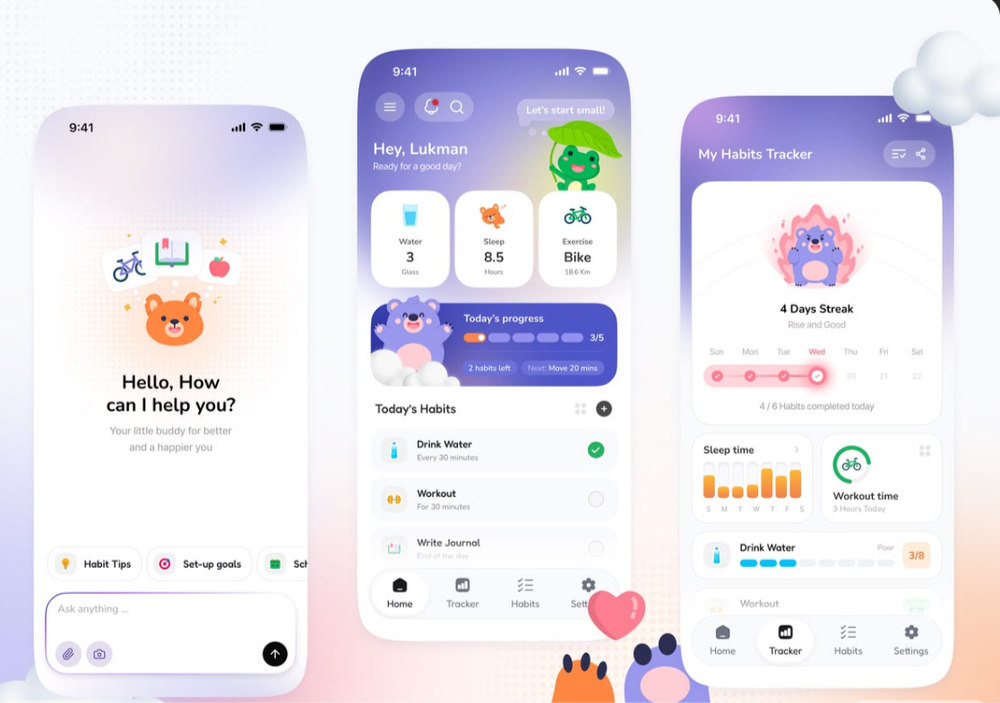 9:41
Hello, How
can I help you?
Your little buddy for better
and a happier you
Habit Tips
Set-up goals
Sch
Ask anything ...
9:41
Let's start small!
Hey, Lukman
Ready for a good day?
Water
3
Glass
Sleep
8.5
Hours
Exercise
Bike
18.6 Km
Today's progress
3/5
2 habits left
Next: Move 20 mins
Today's Habits
Drink Water
Every 30 minutes
Workout
For 30 minutes
Write Journal
End of the day
Home
Tracker
Habits
Sett
9:41
My Habits Tracker
4 Days Streak
Rise and Good
Sun Mon Tue Wed Thu Fri Sat
20 21 22
4 / 6 Habits completed today
Sleep time
S M T W T F S
Workout time
3 Hours Today
Drink Water
Poor
3/8
Workout
Home
Tracker
Habits
Settings